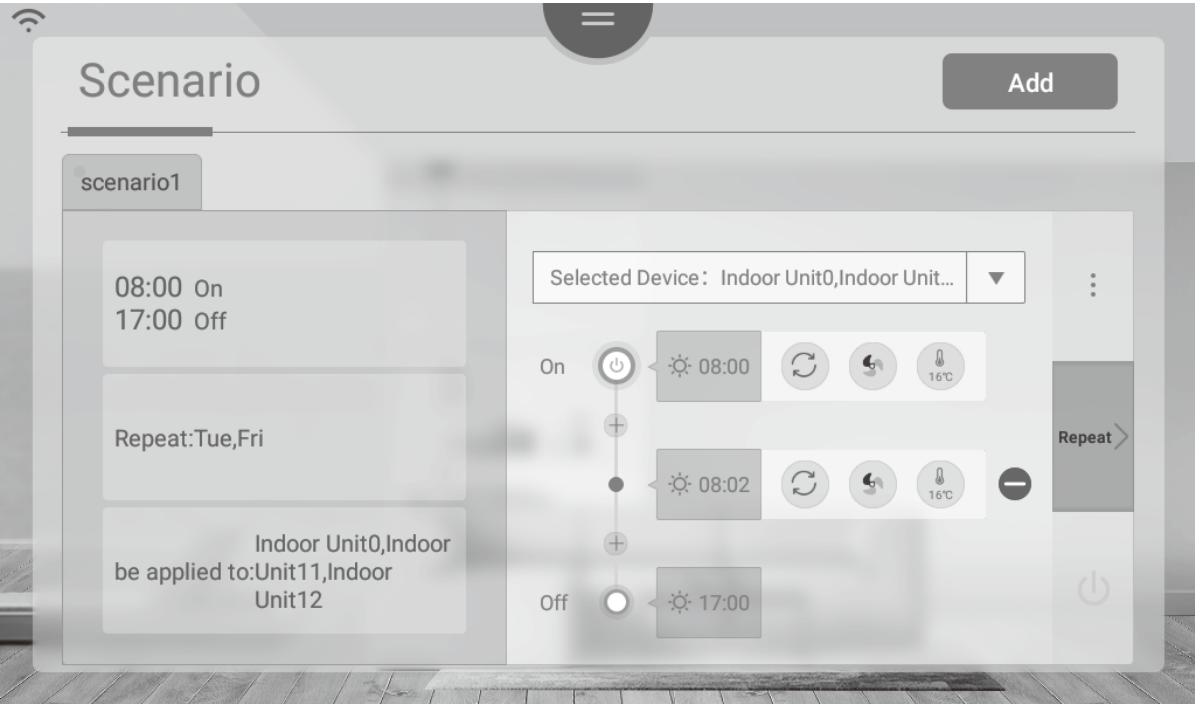 Scenario
Add
scenario1
08:00 On
17:00 Off
Repeat:Tue,Fri
Indoor Unit0,Indoor
be applied to:Unit11,Indoor
Unit12
Selected Device: Indoor Unit0,Indoor Unit...
On
08:00
16℃
08:02
16℃
Off
17:00
Repeat